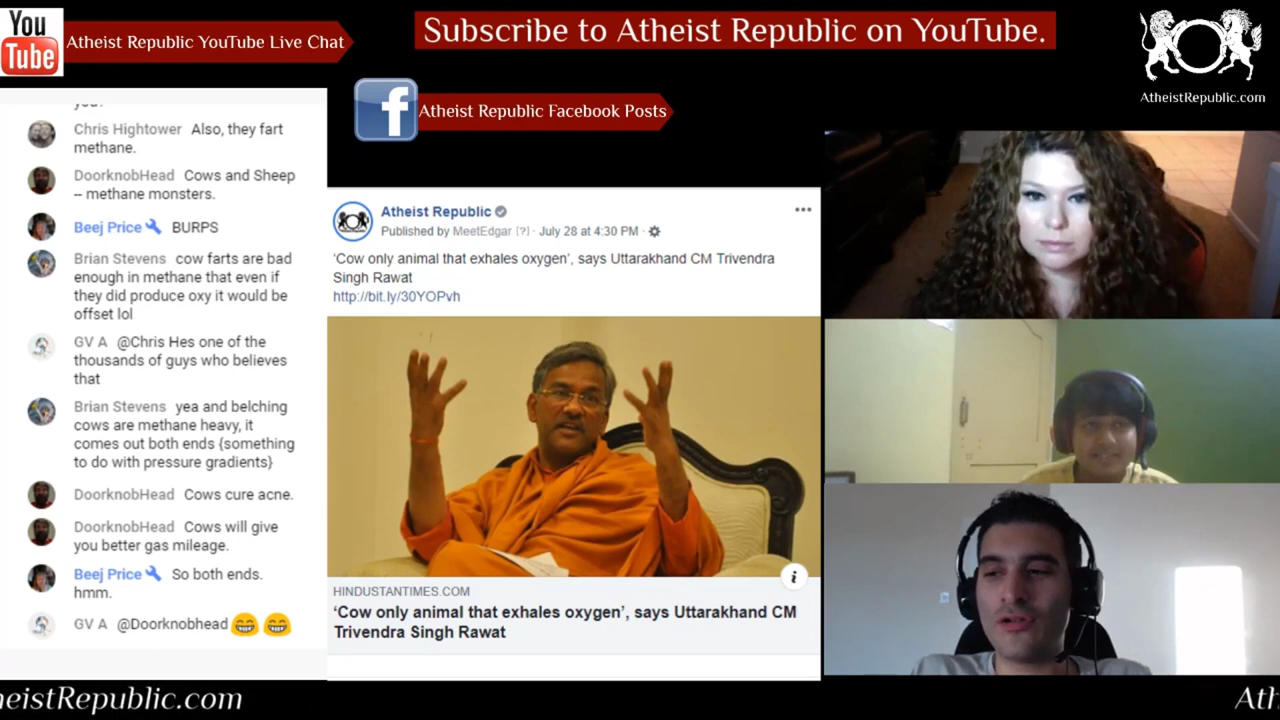 You
Tube
Atheist Republic YouTube Live Chat
Subscribe to Atheist Republic on YouTube.
AtheistRepublic.com
f
Atheist Republic Facebook Posts
you?
Chris Hightower Also, they fart
methane.
DoorknobHead Cows and Sheep
-- methane monsters.
Beej Price BURPS
Brian Stevens cow farts are bad
enough in methane that even if
they did produce oxy it would be
offset lol
GV A @Chris Hes one of the
thousands of guys who believes
that
Brian Stevens yea and belching
cows are methane heavy, it
comes out both ends {something
to do with pressure gradients}
DoorknobHead Cows cure acne.
DoorknobHead Cows will give
you better gas mileage.
Beej Price So both ends.
hmm.
GV A @Doorknobhead😂😂
Atheist Republic
Published by MeetEdgar [?] · July 28 at 4:30 PM ·
‘Cow only animal that exhales oxygen’, says Uttarakhand CM Trivendra
Singh Rawat
http://bit.ly/30YOPvh
HINDUSTANTIMES.COM
‘Cow only animal that exhales oxygen’, says Uttarakhand CM
Trivendra Singh Rawat
heistRepublic.com
Ath